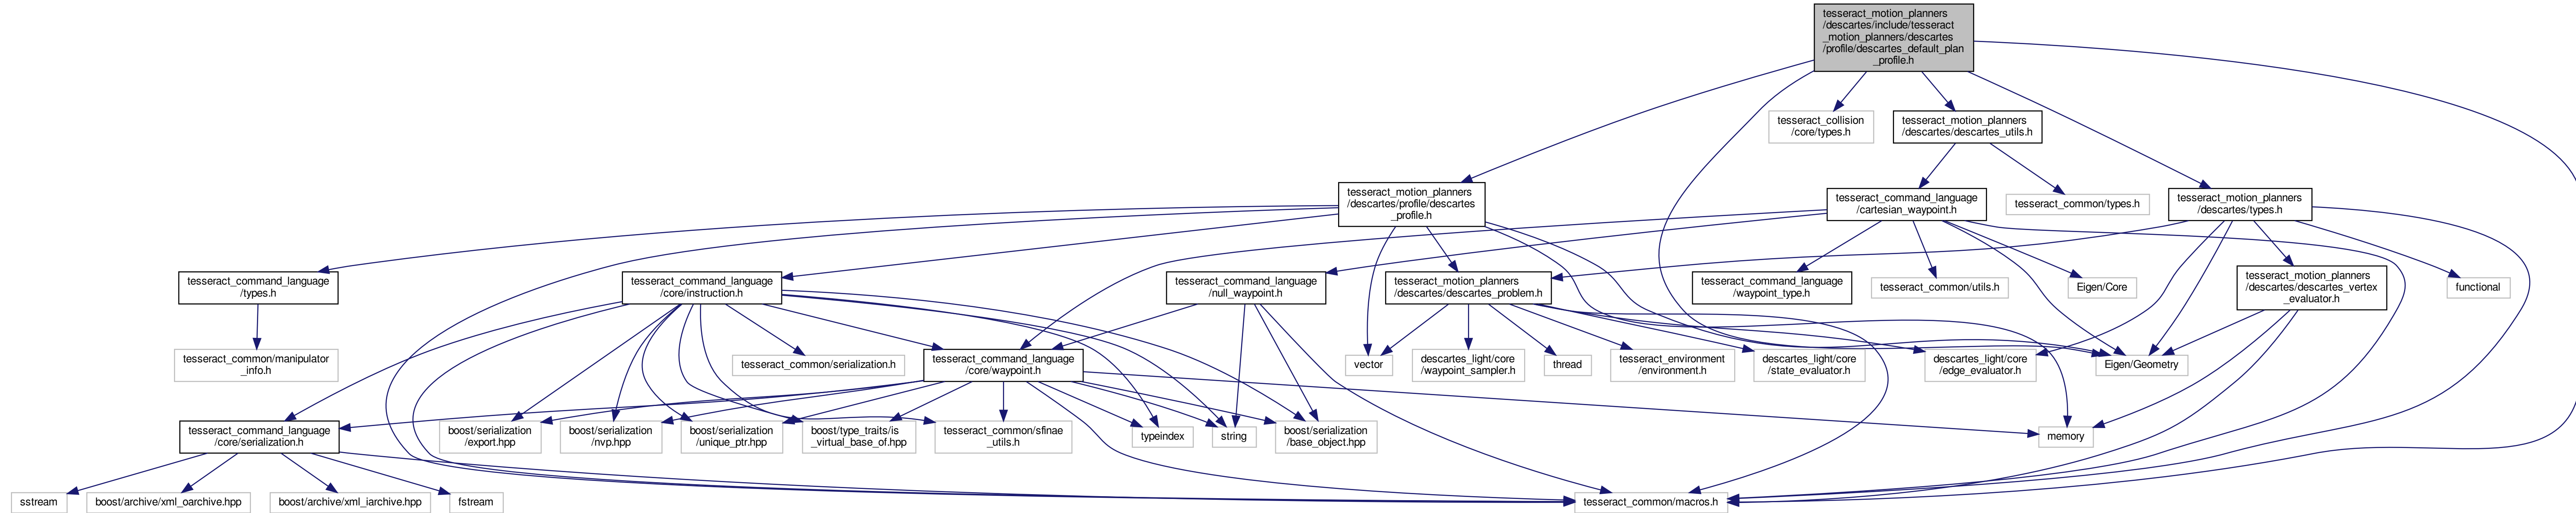 tesseract_motion_planners
/descartes/include/tesseract
_motion_planners/descartes
/profile/descartes_default_plan
_profile.h
tesseract_collision
/core/types.h
tesseract_motion_planners
/descartes/descartes_utils.h
tesseract_motion_planners
/descartes/profile/descartes
_profile.h
tesseract_command_language
/cartesian_waypoint.h
tesseract_common/types.h
tesseract_motion_planners
/descartes/types.h
tesseract_command_language
/types.h
tesseract_command_language
/core/instruction.h
tesseract_command_language
/null_waypoint.h
tesseract_motion_planners
/descartes/descartes_problem.h
tesseract_command_language
/waypoint_type.h
tesseract_common/utils.h
Eigen/Core
tesseract_motion_planners
/descartes/descartes_vertex
_evaluator.h
functional
tesseract_common/manipulator
_info.h
tesseract_common/serialization.h
tesseract_command_language
/core/waypoint.h
vector
descartes_light/core
/waypoint_sampler.h
thread
tesseract_environment
/environment.h
descartes_light/core
/state_evaluator.h
descartes_light/core
/edge_evaluator.h
Eigen/Geometry
tesseract_command_language
/core/serialization.h
boost/serialization
/export.hpp
boost/serialization
/nvp.hpp
boost/serialization
/unique_ptr.hpp
boost/type_traits/is
_virtual_base_of.hpp
tesseract_common/sfinae
_utils.h
typeindex
string
boost/serialization
/base_object.hpp
memory
sstream
boost/archive/xml_oarchive.hpp
boost/archive/xml_iarchive.hpp
fstream
tesseract_common/macros.h